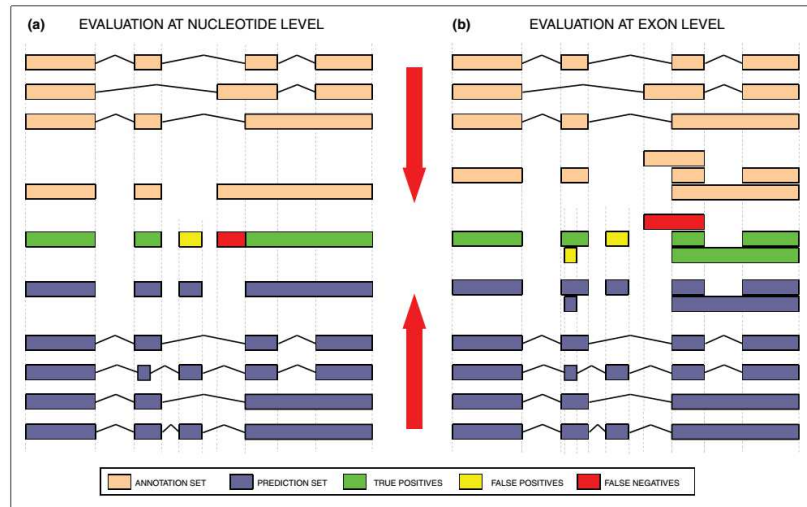 (a) EVALUATION AT NUCLEOTIDE LEVEL
(b) EVALUATION AT EXON LEVEL
ANNOTATION SET
PREDICTION SET
TRUE POSITIVES
FALSE POSITIVES
FALSE NEGATIVES